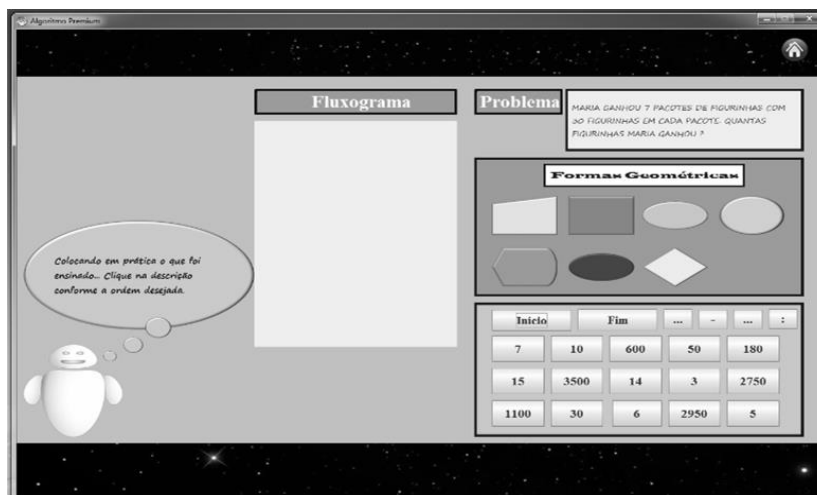 Algoritmo Premium
Fluxograma
Problema
MARIA GANHOU 7 PACOTES DE FIGURINHAS COM
30 FIGURINHAS EM CADA PACOTE. QUANTAS
FIGURINHAS MARIA GANHOU ?
Formas Geométricas
Colocando em prática o que foi
ensinado... Clique na descrição
conforme a ordem desejada.
Início Fim ... - ... :
7 10 600 50 180
15 3500 14 3 2750
1100 30 6 2950 5